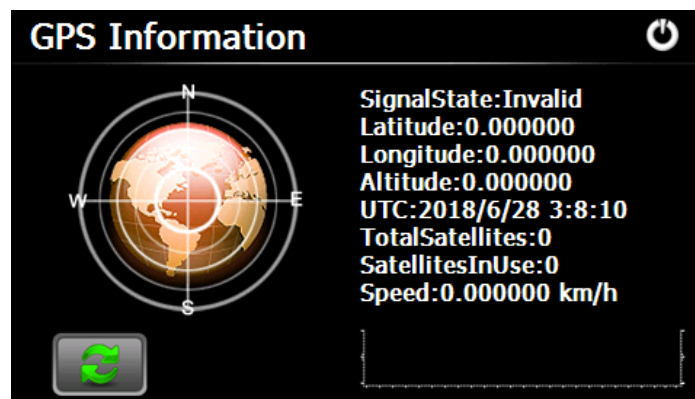 GPS Information
N
W
E
S
SignalState:Invalid
Latitude:0.000000
Longitude:0.000000
Altitude:0.000000
UTC:2018/6/28 3:8:10
TotalSatellites:0
SatellitesInUse:0
Speed:0.000000 km/h